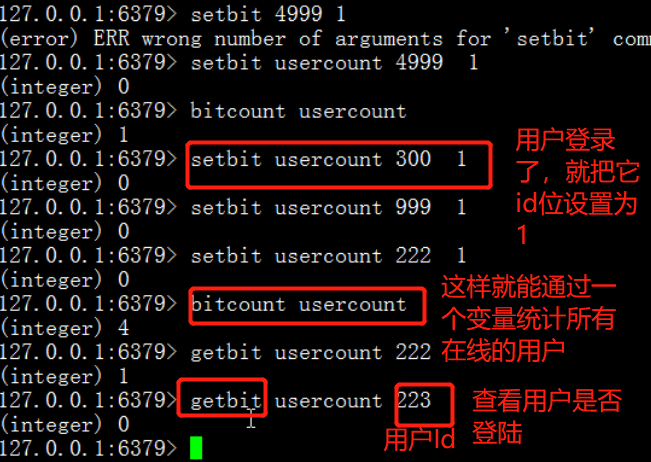 127.0.0.1:6379> setbit 4999 1
(error) ERR wrong number of arguments for 'setbit' com
127.0.0.1:6379> setbit usercount 4999 1
(integer) 0
127.0.0.1:6379> bitcount usercount
(integer) 1
127.0.0.1:6379> setbit usercount 300 1
(integer) 0
127.0.0.1:6379> setbit usercount 999 1
(integer) 0
127.0.0.1:6379> setbit usercount 222 1
(integer) 0
127.0.0.1:6379> bitcount usercount
(integer) 4
127.0.0.1:6379> getbit usercount 222
(integer) 1
127.0.0.1:6379> getbit usercount 223
(integer) 0
127.0.0.1:6379>
用户登录
了，就把它
id位设置为
1
这样就能通过一
个变量统计所有
在线的用户
查看用户是否
登陆
用户Id